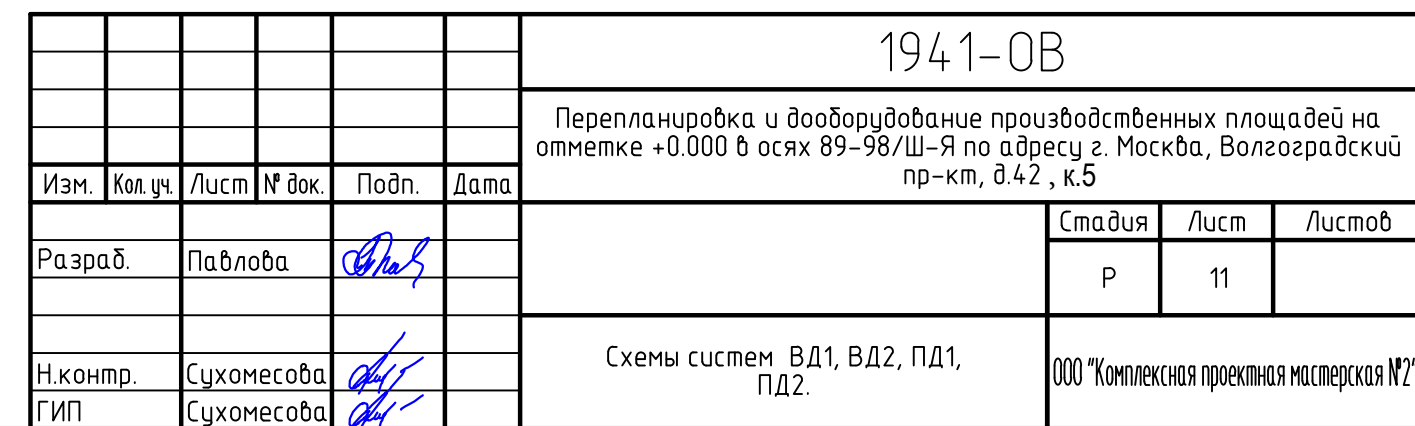 1941-ОВ
Перепланировка и дооборудование производственных площадей на
отметке +0.000 в осях 89-98/Ш-Я по адресу г. Москва, Волгоградский
пр-кт, д.42 , к.5
Изм. Кол. уч. Лист № док. Подп. Дата
Стадия Лист Листов
Разраб. Павлова
Р 11
Схемы систем ВД1, ВД2, ПД1,
ПД2.
ООО "Комплексная проектная мастерская №2"
Н.контр. Сухомесова
ГИП Сухомесова